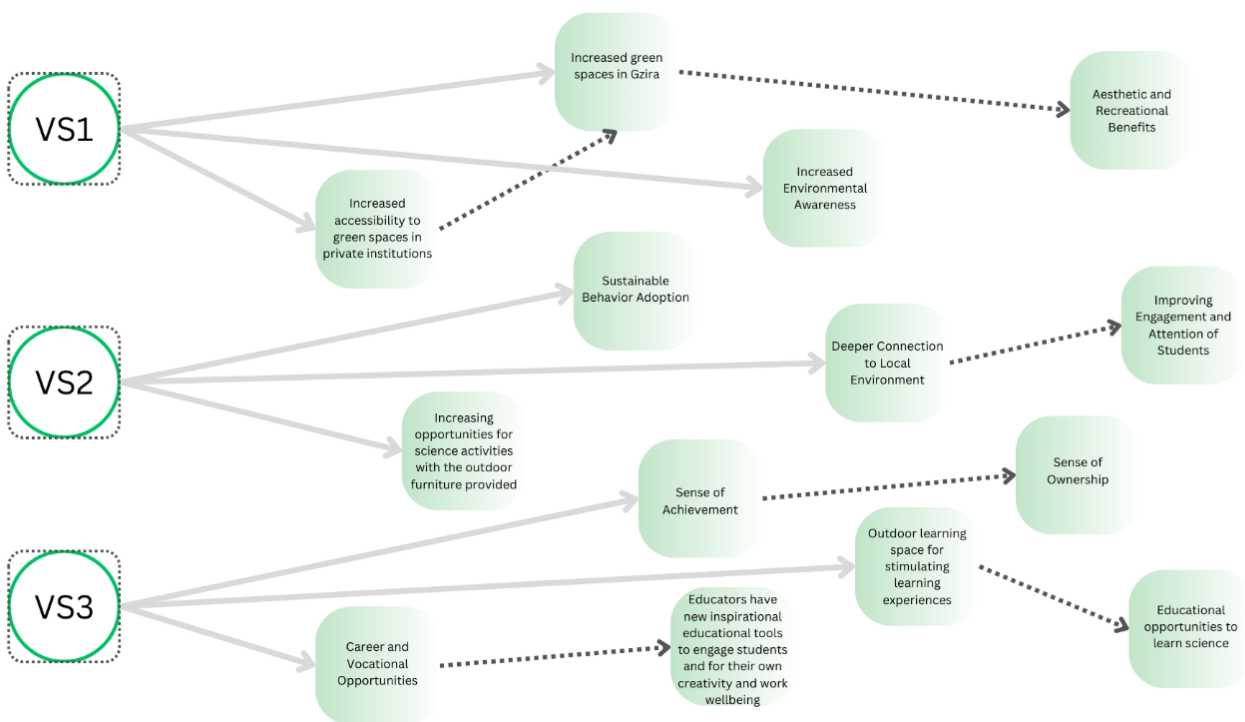 VS1
Increased green
spaces in Gzira
Aesthetic and
Recreational
Benefits
Increased
Environmental
Awareness
Increased
accessibility to
green spaces in
private institutions
VS2
Sustainable
Behavior Adoption
Deeper Connection
to Local
Environment
Improving
Engagement and
Attention of
Students
Increasing
opportunities for
science activities
with the outdoor
furniture provided
VS3
Sense of
Achievement
Sense of
Ownership
Outdoor learning
space for
stimulating
learning
experiences
Educational
opportunities to
learn science
Career and
Vocational
Opportunities
Educators have
new inspirational
educational tools
to engage students
and for their own
creativity and work
wellbeing